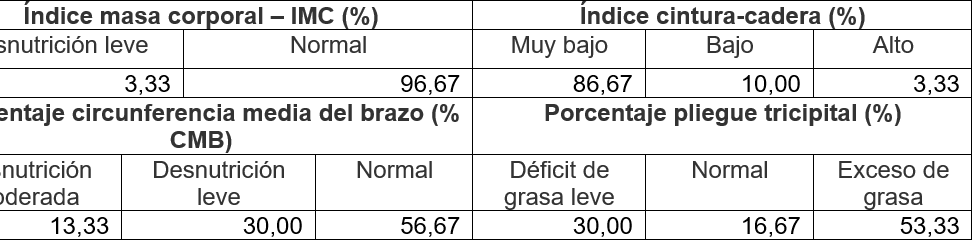 Índice masa corporal – IMC (%) Índice cintura-cadera (%)
snutrición leve Normal Muy bajo Bajo Alto
3,33 96,67 86,67 10,00 3,33
entaje circunferencia media del brazo (% Porcentaje pliegue tricipital (%)
CMB)
nutrición Desnutrición Normal Déficit de Normal Exceso de
oderada leve grasa leve grasa
13,33 30,00 56,67 30,00 16,67 53,33